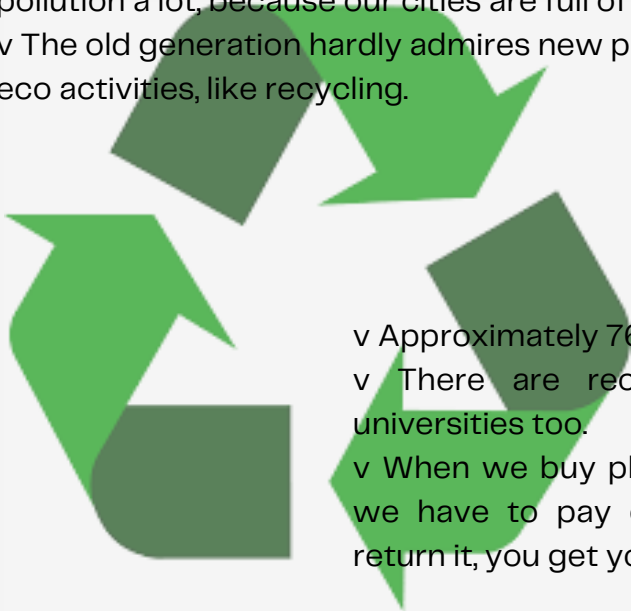 pollution a lot, because our cities are full of
v The old generation hardly admires new p
eco activities, like recycling.
v Approximately 76
v There are rec
universities too.
v When we buy pl
we have to pay
return it, you get yo